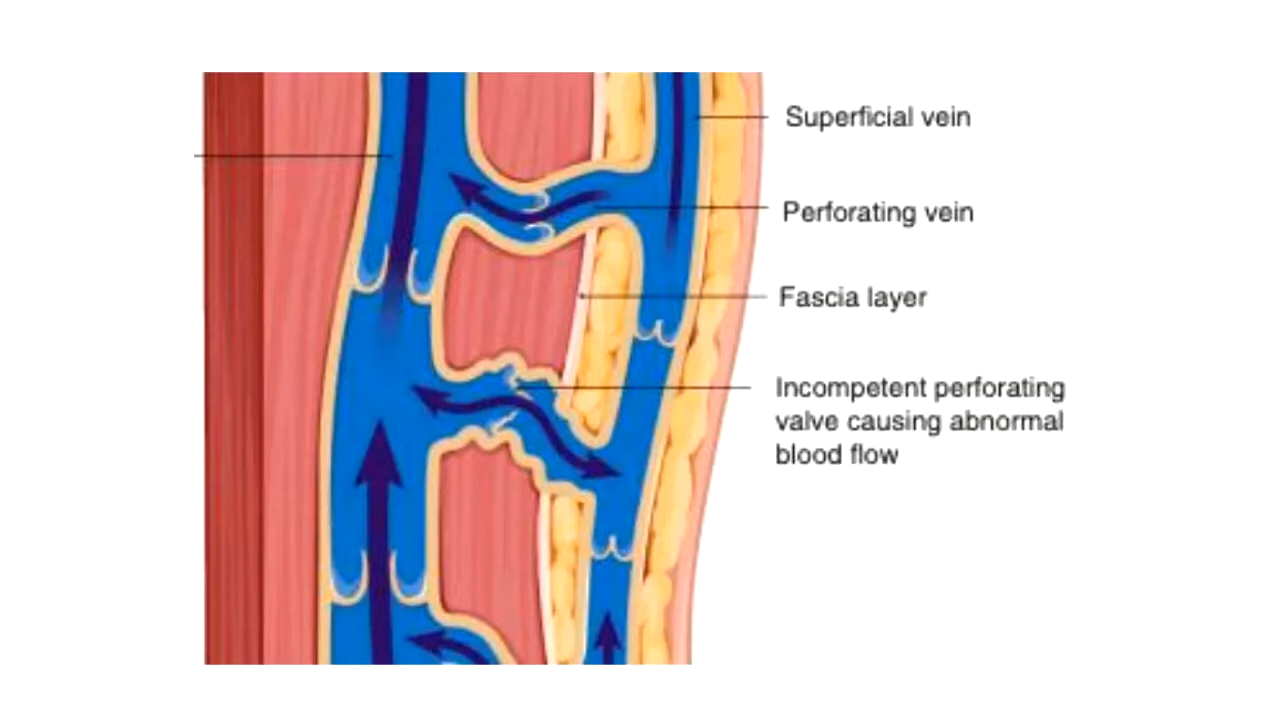 Superficial vein
Perforating vein
Fascia layer
Incompetent perforating
valve causing abnormal
blood flow